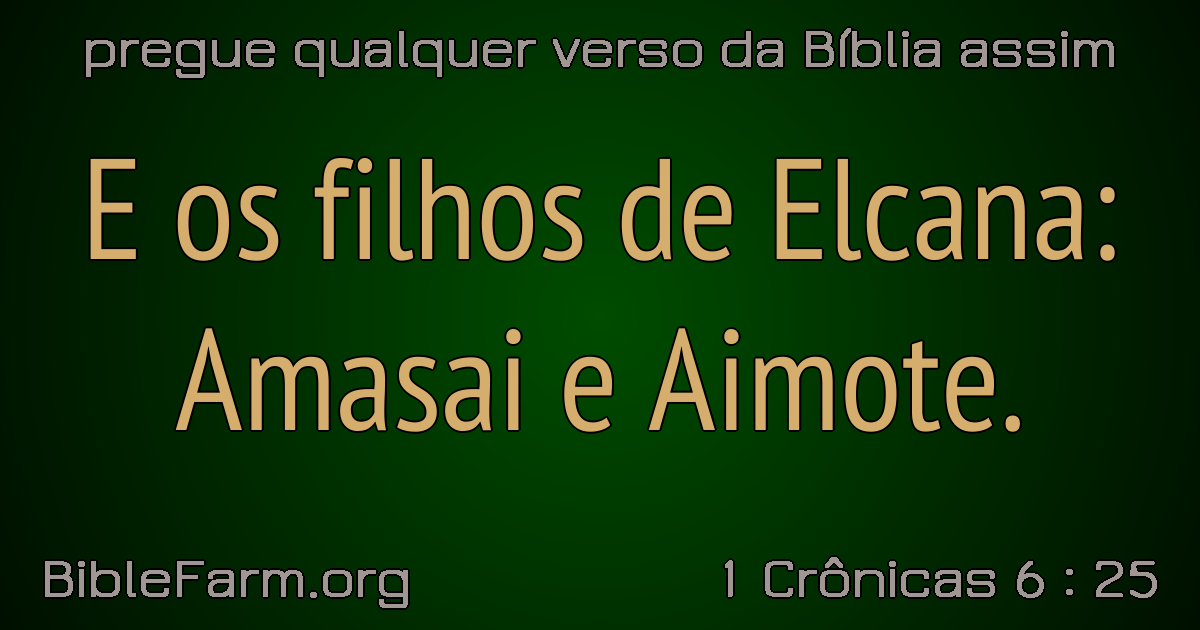 pregue qualquer verso da Bíblia assim
E os filhos de Elcana:
Amasai e Aimote.
BibleFarm.org
1 Crônicas 6 : 25